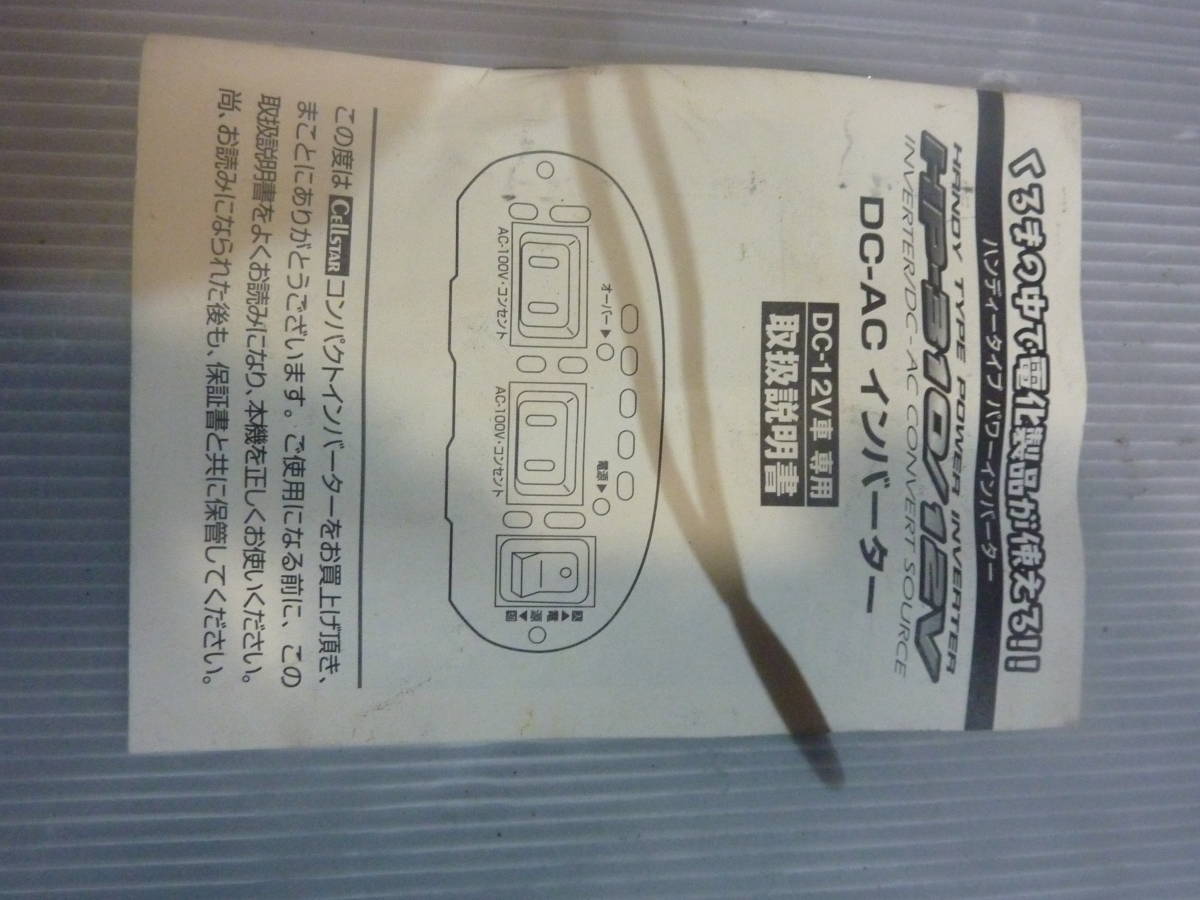 くるまの中で電化製品が使える!!
ハンディータイプ パワーインバーター
HANDY TYPE POWER INVERTER
HP-310/12V
INVERTER/DC-AC CONVERT SOURCE
DC-AC インバーター
DC-12V車 専用
取扱説明書
オーバー▶
電源▶
AC-100V・コンセント
AC-100V・コンセント
▲電源▼
この度は CELLSTAR コンパクトインバーターをお買上げ頂き、
まことにありがとうございます。ご使用になる前に、この
取扱説明書をよくお読みになり、本機を正しくお使いください。
尚、お読みになられた後も、保証書と共に保管してください。